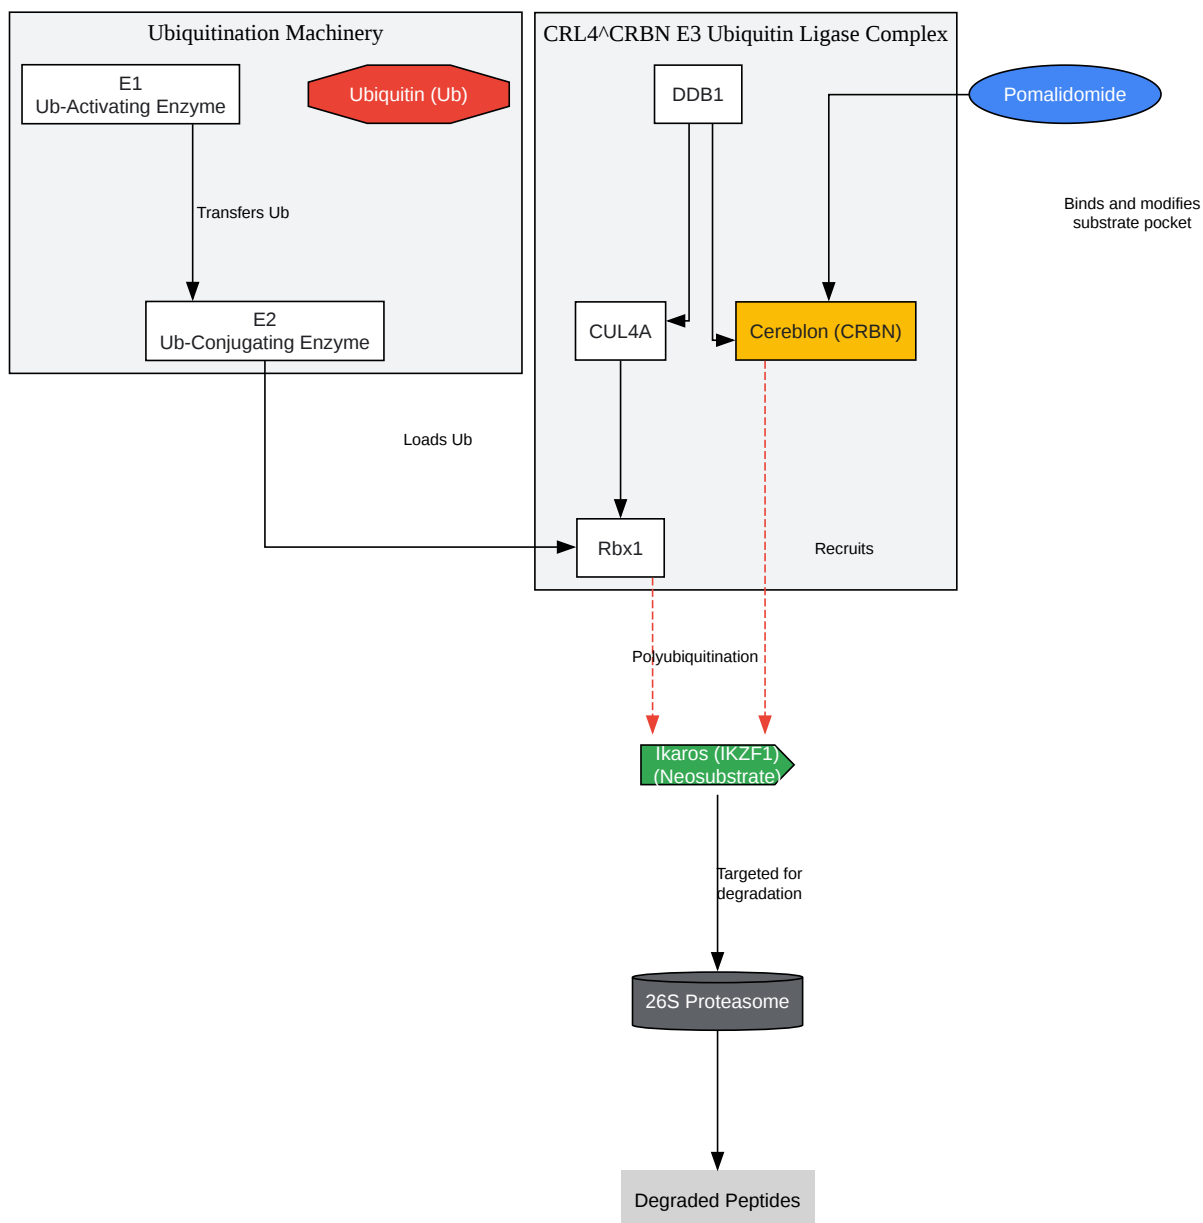 Ubiquitination Machinery
CRL4^CRBN E3 Ubiquitin Ligase Complex
E1
Ub-Activating Enzyme
Ubiquitin (Ub)
DDB1
Pomalidomide
Transfers Ub
Binds and modifies
substrate pocket
E2
Ub-Conjugating Enzyme
CUL4A
Cereblon (CRBN)
Loads Ub
Rbx1
Recruits
Polyubiquitination
Ikaros (IKZF1)
(Neosubstrate)
Targeted for
degradation
26S Proteasome
Degraded Peptides